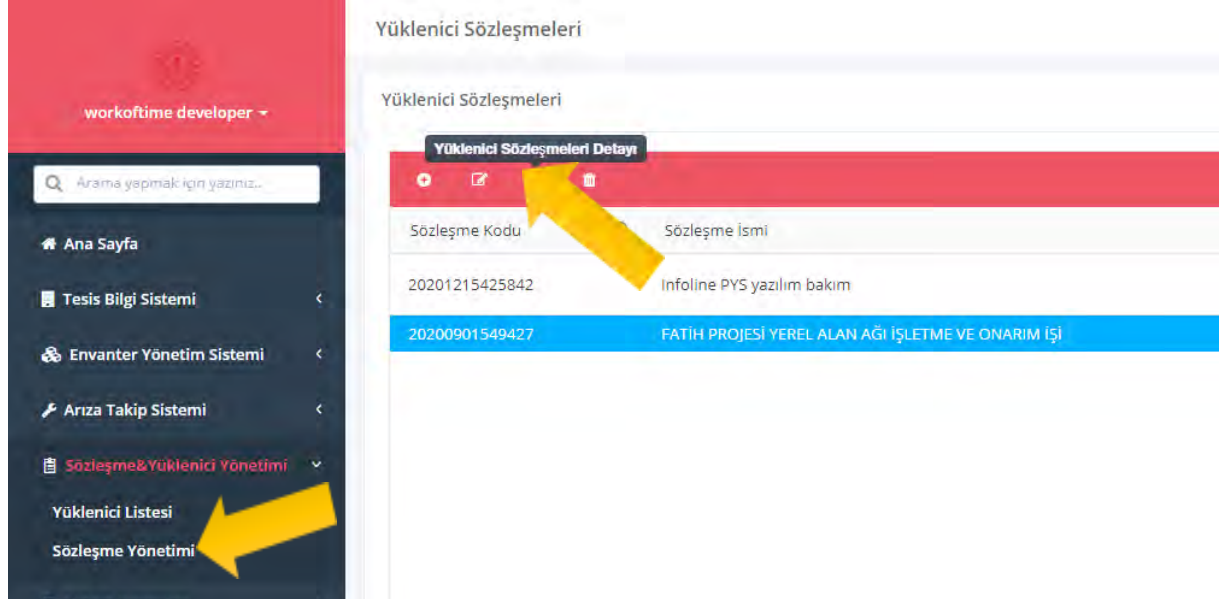 Yüklenici Sözleşmeleri
workoftime developer
Arama yapmak için yazınız..
Ana Sayfa
Tesis Bilgi Sistemi
Envanter Yönetim Sistemi
Arıza Takip Sistemi
Sözleşme&Yüklenici Yönetimi
Yüklenici Listesi
Sözleşme Yönetimi
Yüklenici Sözleşmeleri
Yüklenici Sözleşmeleri Detayı
Sözleşme Kodu Sözleşme İsmi
20201215425842 Infoline PYS yazılım bakım
20200901549427 FATİH PROJESİ YEREL ALAN AĞI İŞLETME VE ONARIM İŞİ